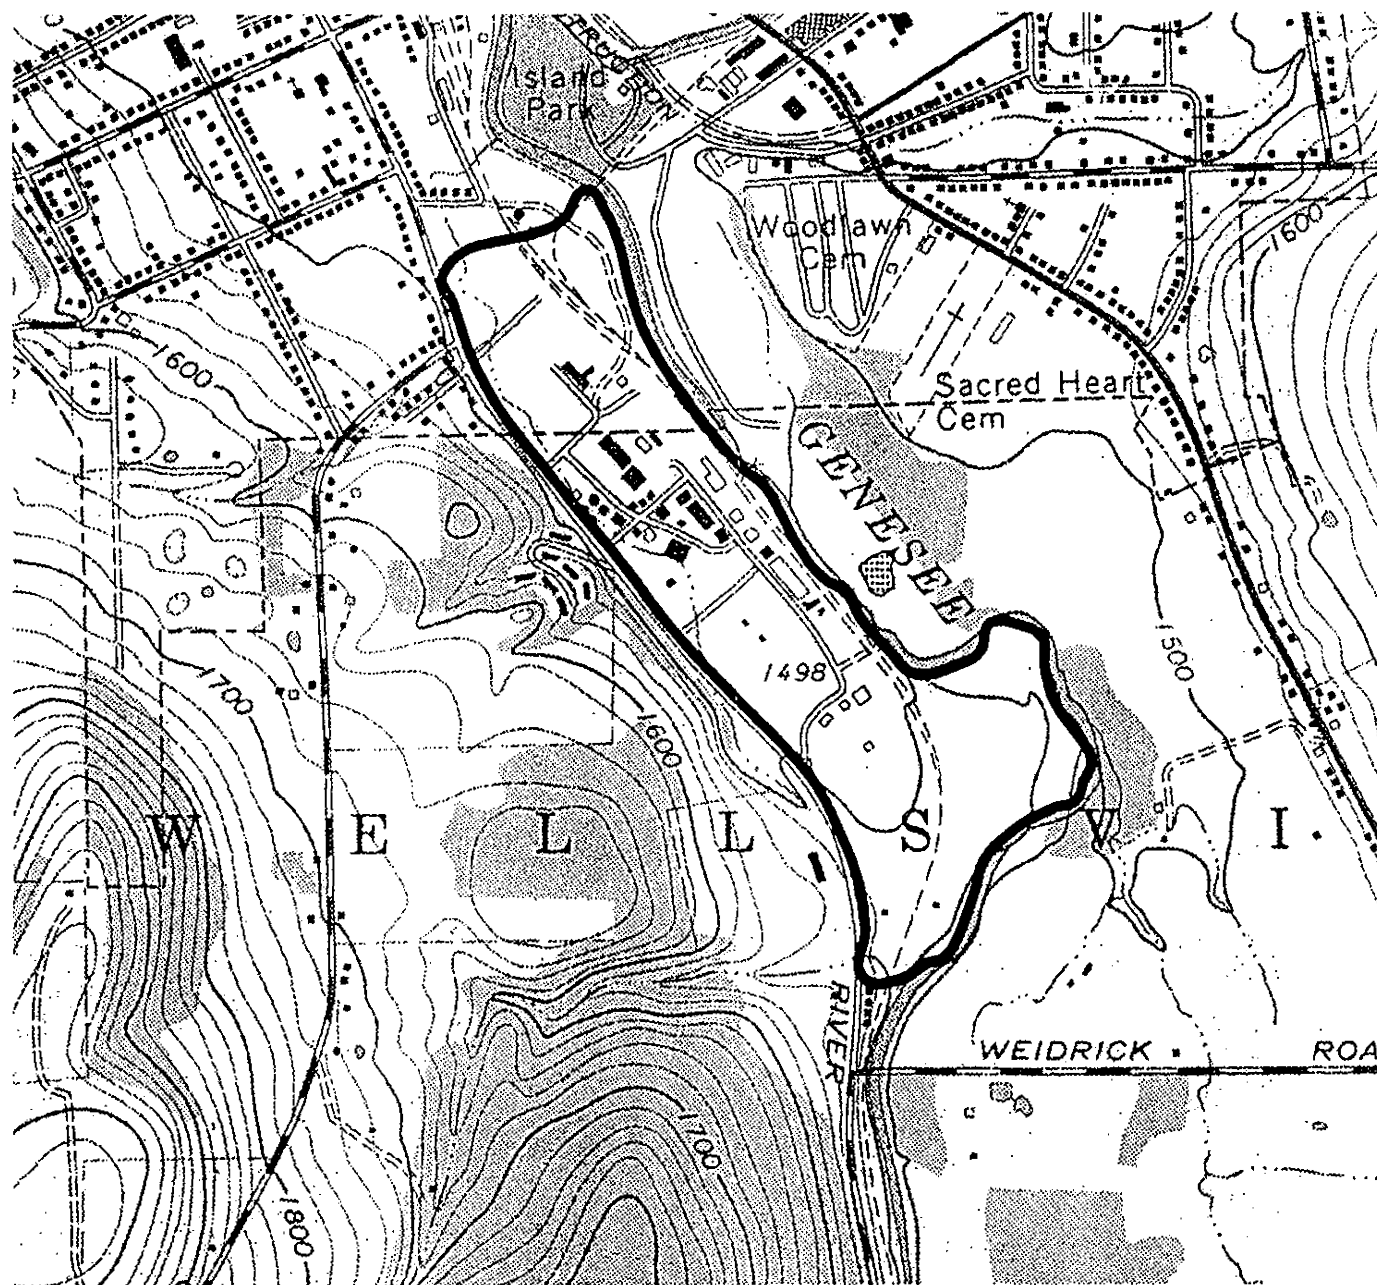 Island
Park
Woodlawn
Cem
1600
1600
Sacred Heart
Cem
GENESEE
1498
1500
1700
1600
W E L L S V I
RIVER
WEIDRICK ROA
1700
1800